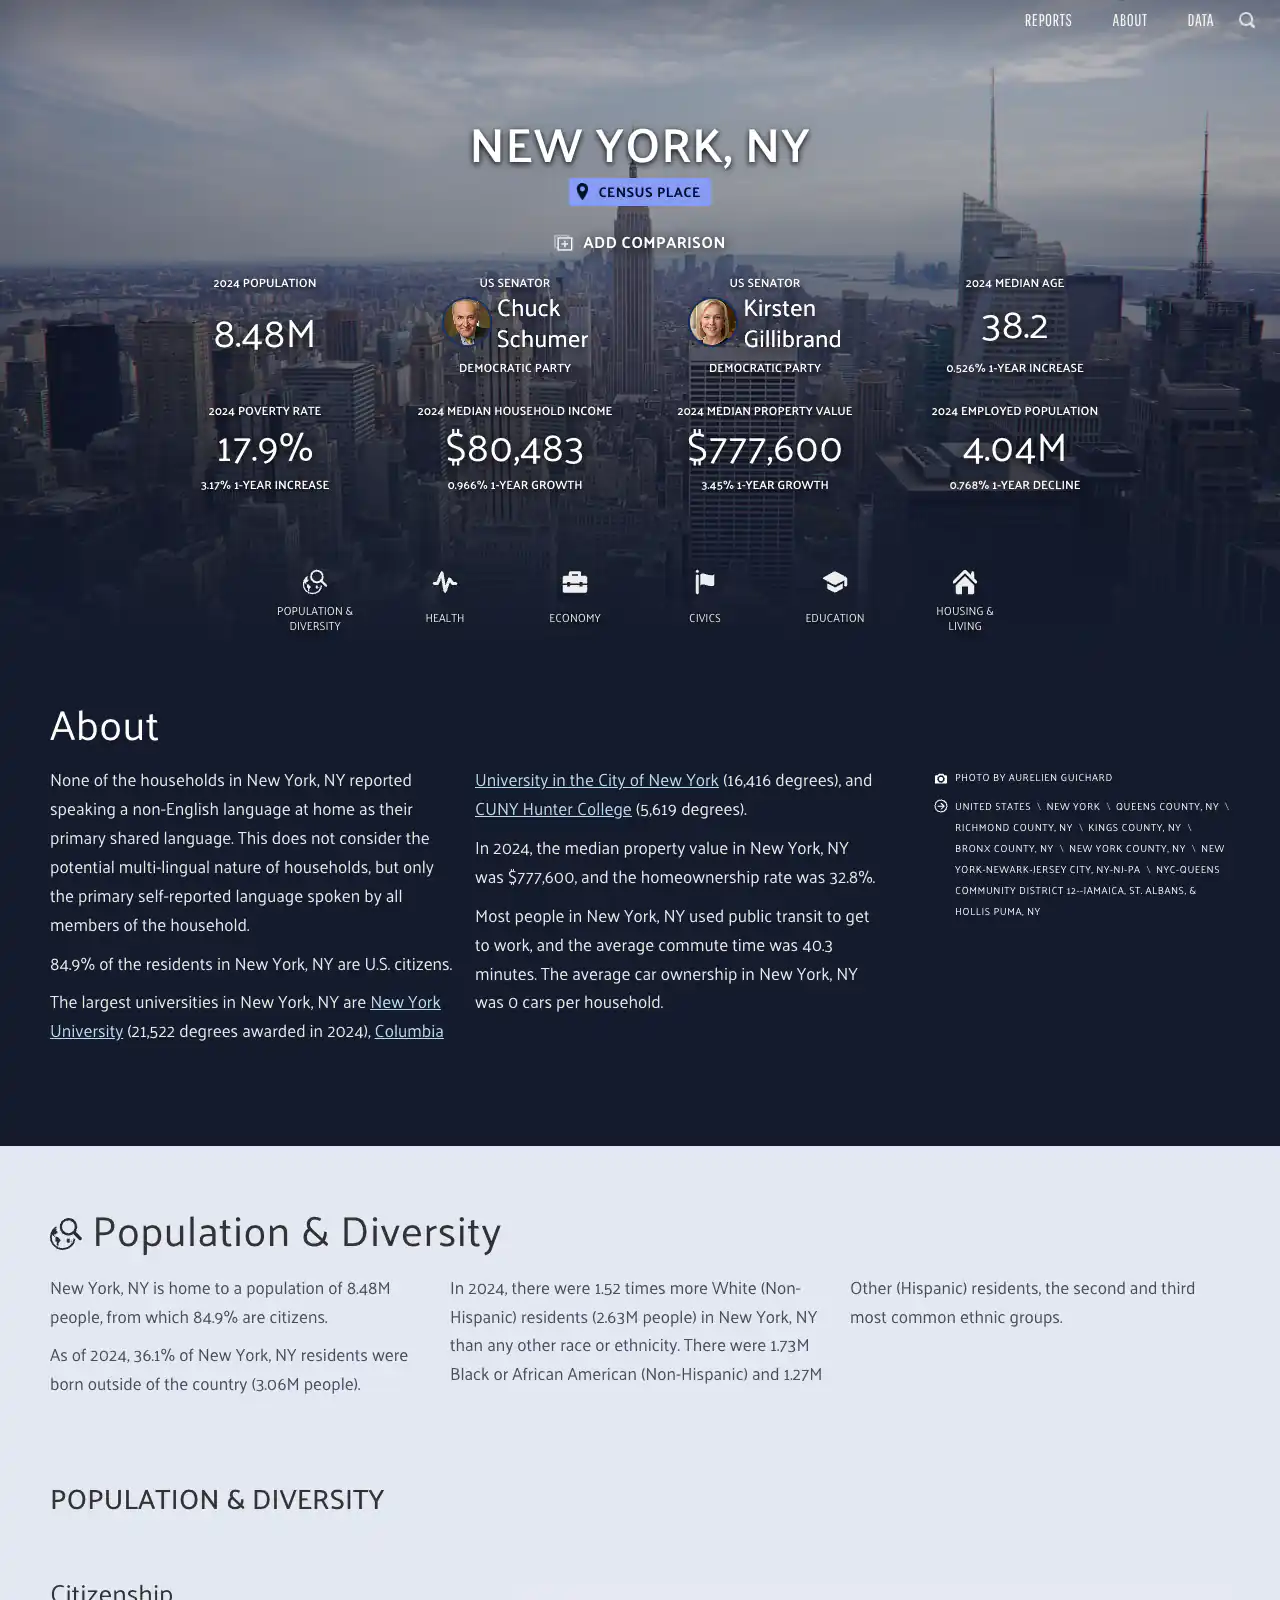 REPORTS ABOUT DATA
NEW YORK, NY
CENSUS PLACE
ADD COMPARISON
2024 POPULATION
8.48M
US SENATOR
Chuck
Schumer
DEMOCRATIC PARTY
US SENATOR
Kirsten
Gillibrand
DEMOCRATIC PARTY
2024 MEDIAN AGE
38.2
0.526% 1-YEAR INCREASE
2024 POVERTY RATE
17.9%
3.17% 1-YEAR INCREASE
2024 MEDIAN HOUSEHOLD INCOME
$80,483
0.966% 1-YEAR GROWTH
2024 MEDIAN PROPERTY VALUE
$777,600
3.45% 1-YEAR GROWTH
2024 EMPLOYED POPULATION
4.04M
0.768% 1-YEAR DECLINE
POPULATION &
DIVERSITY
HEALTH
ECONOMY
CIVICS
EDUCATION
HOUSING &
LIVING
About
None of the households in New York, NY reported
speaking a non-English language at home as their
primary shared language. This does not consider the
potential multi-lingual nature of households, but only
the primary self-reported language spoken by all
members of the household.
84.9% of the residents in New York, NY are U.S. citizens.
The largest universities in New York, NY are New York
University (21,522 degrees awarded in 2024), Columbia
University in the City of New York (16,416 degrees), and
CUNY Hunter College (5,619 degrees).
In 2024, the median property value in New York, NY
was $777,600, and the homeownership rate was 32.8%.
Most people in New York, NY used public transit to get
to work, and the average commute time was 40.3
minutes. The average car ownership in New York, NY
was 0 cars per household.
PHOTO BY AURELIEN GUICHARD
UNITED STATES \ NEW YORK \ QUEENS COUNTY, NY \
RICHMOND COUNTY, NY \ KINGS COUNTY, NY \
BRONX COUNTY, NY \ NEW YORK COUNTY, NY \ NEW
YORK-NEWARK-JERSEY CITY, NY-NJ-PA \ NYC-QUEENS
COMMUNITY DISTRICT 12--JAMAICA, ST. ALBANS, &
HOLLIS PUMA, NY
Population & Diversity
New York, NY is home to a population of 8.48M
people, from which 84.9% are citizens.
As of 2024, 36.1% of New York, NY residents were
born outside of the country (3.06M people).
In 2024, there were 1.52 times more White (Non-
Hispanic) residents (2.63M people) in New York, NY
than any other race or ethnicity. There were 1.73M
Black or African American (Non-Hispanic) and 1.27M
Other (Hispanic) residents, the second and third
most common ethnic groups.
POPULATION & DIVERSITY
Citizenship